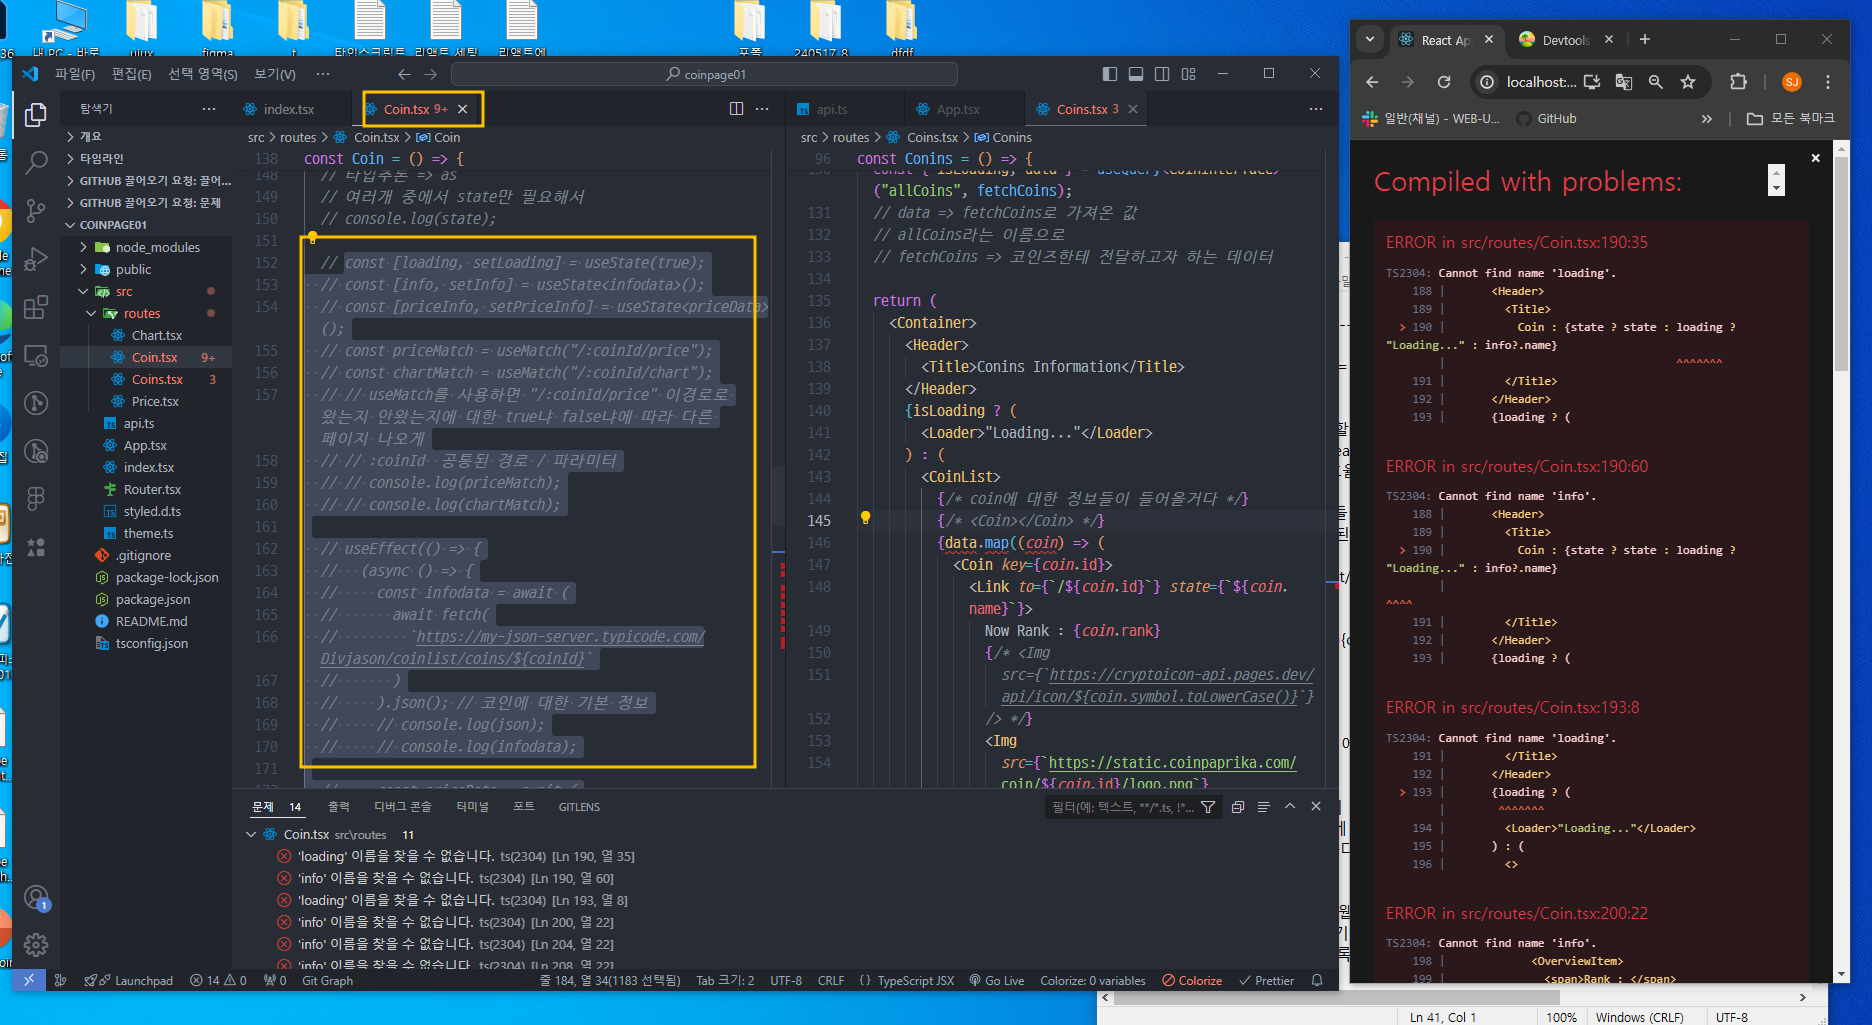 내 PC - 바로
uiux
figma
t
타입스크립트
리액트 세팅
리액트에
포폴
240517-8
dfdf
파일(F)
편집(E)
선택 영역(S)
보기(V)
coinpage01
탐색기
개요
타임라인
GITHUB 끌어오기 요청: 끌어...
GITHUB 끌어오기 요청: 문제
COINPAGE01
node_modules
public
src
routes
Chart.tsx
Coin.tsx 9+
Coins.tsx 3
Price.tsx
api.ts
App.tsx
index.tsx
Router.tsx
styled.d.ts
theme.ts
.gitignore
package-lock.json
package.json
README.md
tsconfig.json
index.tsx
Coin.tsx 9+
src > routes > Coin.tsx > Coin
138 const Coin = () => {
148 // 타입추론 => as
149 // 여러개 중에서 state만 필요해서
150 // console.log(state);
151
152 // const [loading, setLoading] = useState(true);
153 // const [info, setInfo] = useState<infodata>();
154 // const [priceInfo, setPriceInfo] = useState<priceData>
();
155 // const priceMatch = useMatch("/:coinId/price");
156 // const chartMatch = useMatch("/:coinId/chart");
157 // // useMatch를 사용하면 "/:coinId/price" 이경로로
왔는지 안왔는지에 대한 true냐 false냐에 따라 다른
페이지 나오게
158 // // :coinId 공통된 경로 / 파라미터
159 // // console.log(priceMatch);
160 // // console.log(chartMatch);
161
162 // useEffect(() => {
163 // (async () => {
164 // const infodata = await (
165 // await fetch(
166 // `https://my-json-server.typicode.com/
Divjason/coinlist/coins/${coinId}`
167 // )
168 // ).json(); // 코인에 대한 기본 정보
169 // // console.log(json);
170 // // console.log(infodata);
171
api.ts
App.tsx
Coins.tsx 3
src > routes > Coins.tsx > Conins
96 const Conins = () => {
130 const { isLoading, data } = useQuery<CoinInterface>
("allCoins", fetchCoins);
131 // data => fetchCoins로 가져온 값
132 // allCoins라는 이름으로
133 // fetchCoins => 코인즈한테 전달하고자 하는 데이터
134
135 return (
136 <Container>
137 <Header>
138 <Title>Conins Information</Title>
139 </Header>
140 {isLoading ? (
141 <Loader>"Loading..."</Loader>
142 ) : (
143 <CoinList>
144 {/* coin에 대한 정보들이 들어올거다 */}
145 {/* <Coin></Coin> */}
146 {data.map((coin) => (
147 <Coin key={coin.id}>
148 <Link to={`/${coin.id}`} state={`${coin.
name}`}>
149 Now Rank : {coin.rank}
150 {/* <Img
151 src={`https://cryptoicon-api.pages.dev/
api/icon/${coin.symbol.toLowerCase()}`}
152 /> */}
153 <Img
154 src={`https://static.coinpaprika.com/
coin/${coin.id}/logo.png`}
문제 14
출력
디버그 콘솔
터미널
포트
GITLENS
필터(예: 텍스트, **/*.ts, !*...
Coin.tsx src\routes 11
'loading' 이름을 찾을 수 없습니다. ts(2304) [Ln 190, 열 35]
'info' 이름을 찾을 수 없습니다. ts(2304) [Ln 190, 열 60]
'loading' 이름을 찾을 수 없습니다. ts(2304) [Ln 193, 열 8]
'info' 이름을 찾을 수 없습니다. ts(2304) [Ln 200, 열 22]
'info' 이름을 찾을 수 없습니다. ts(2304) [Ln 204, 열 22]
'info' 이름을 찾을 수 없습니다. ts(2304) [Ln 208, 열 22]
Launchpad
14 0
0
Git Graph
줄 184, 열 34(1183 선택됨)
Tab 크기: 2
UTF-8
CRLF
{} TypeScript JSX
Go Live
Colorize: 0 variables
Colorize
Prettier
React Ap
Devtools
localhost:...
SJ
일반(채널) - WEB-U...
GitHub
모든 북마크
Compiled with problems:
ERROR in src/routes/Coin.tsx:190:35
TS2304: Cannot find name 'loading'.
188 | <Header>
189 | <Title>
> 190 | Coin : {state ? state : loading ?
"Loading..." : info?.name}
| ^^^^^^^
191 | </Title>
192 | </Header>
193 | {loading ? (
ERROR in src/routes/Coin.tsx:190:60
TS2304: Cannot find name 'info'.
188 | <Header>
189 | <Title>
> 190 | Coin : {state ? state : loading ?
"Loading..." : info?.name}
|
^^^^
191 | </Title>
192 | </Header>
193 | {loading ? (
ERROR in src/routes/Coin.tsx:193:8
TS2304: Cannot find name 'loading'.
191 | </Title>
192 | </Header>
> 193 | {loading ? (
| ^^^^^^^
194 | <Loader>"Loading..."</Loader>
195 | ) : (
196 | <>
ERROR in src/routes/Coin.tsx:200:22
TS2304: Cannot find name 'info'.
198 | <OverviewItem>
199 | <span>Rank : </span>
Ln 41, Col 1
100%
Windows (CRLF)
UTF-8